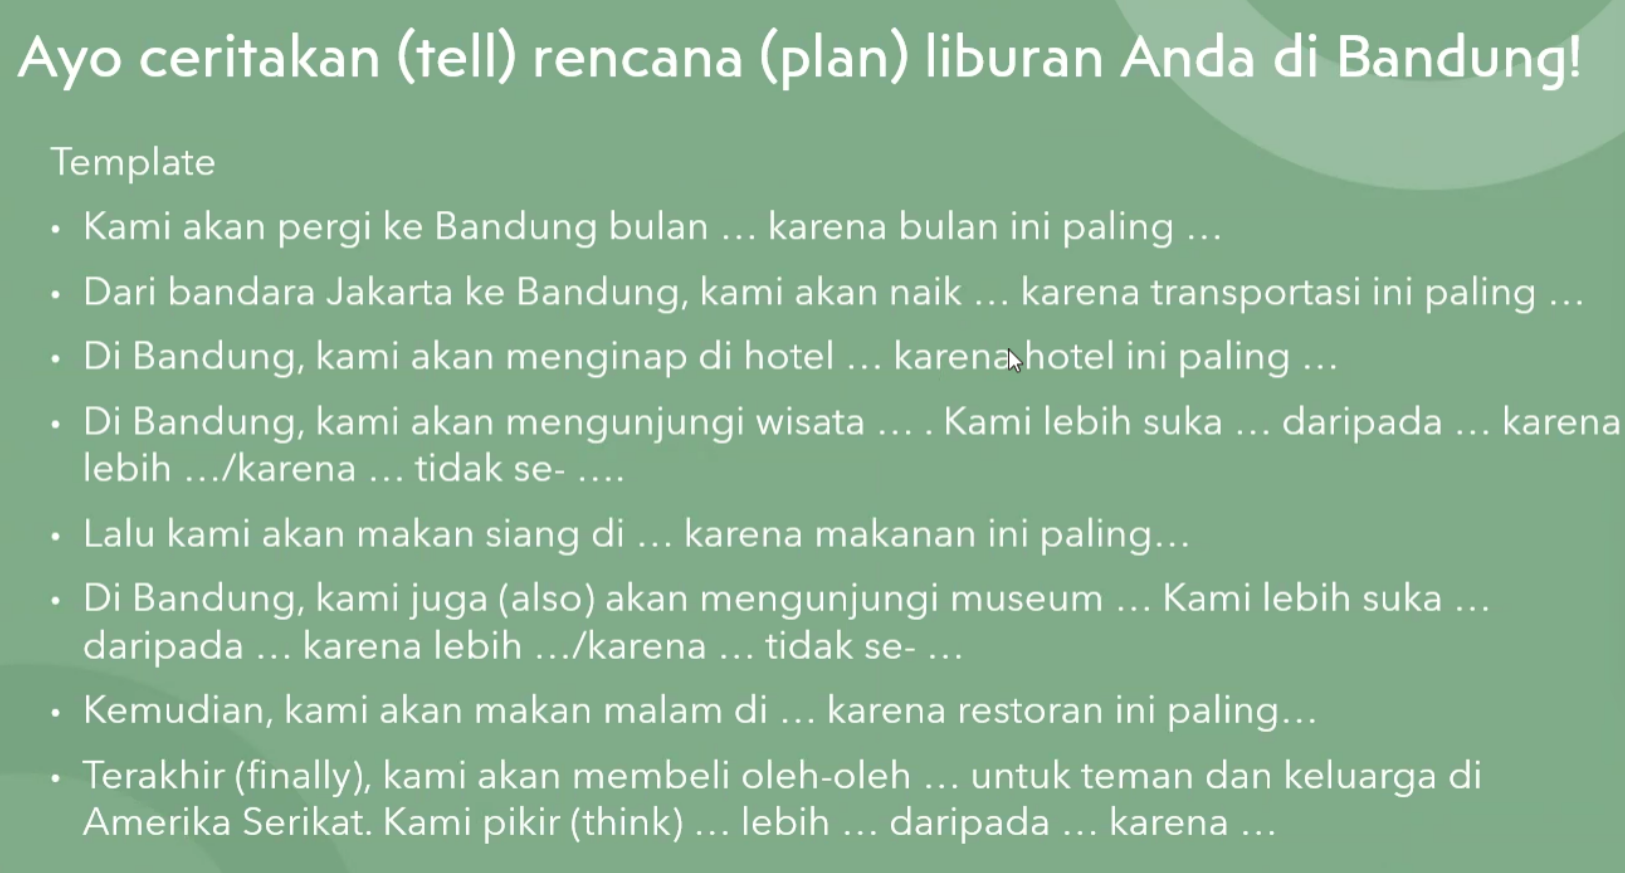 Ayo ceritakan (tell) rencana (plan) liburan Anda di Bandung!
Template
• Kami akan pergi ke Bandung bulan ... karena bulan ini paling ...
• Dari bandara Jakarta ke Bandung, kami akan naik ... karena transportasi ini paling ...
• Di Bandung, kami akan menginap di hotel ... karena hotel ini paling ...
• Di Bandung, kami akan mengunjungi wisata ... . Kami lebih suka ... daripada ... karena
lebih .../karena ... tidak se- ....
• Lalu kami akan makan siang di ... karena makanan ini paling...
• Di Bandung, kami juga (also) akan mengunjungi museum ... Kami lebih suka ...
daripada ... karena lebih .../karena ... tidak se- ...
• Kemudian, kami akan makan malam di ... karena restoran ini paling...
• Terakhir (finally), kami akan membeli oleh-oleh ... untuk teman dan keluarga di
Amerika Serikat. Kami pikir (think) ... lebih ... daripada ... karena ...